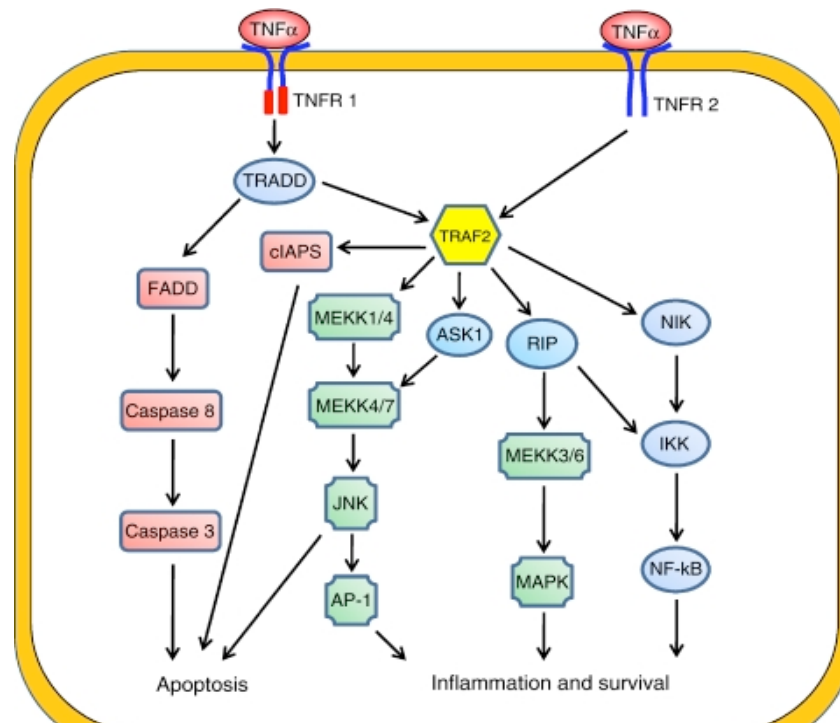 TNFα
TNFα
TNFR 1
TNFR 2
TRADD
TRAF2
cIAPS
FADD
MEKK1/4
ASK1
RIP
NIK
Caspase 8
MEKK4/7
MEKK3/6
IKK
Caspase 3
JNK
AP-1
MAPK
NF-kB
Apoptosis
Inflammation and survival